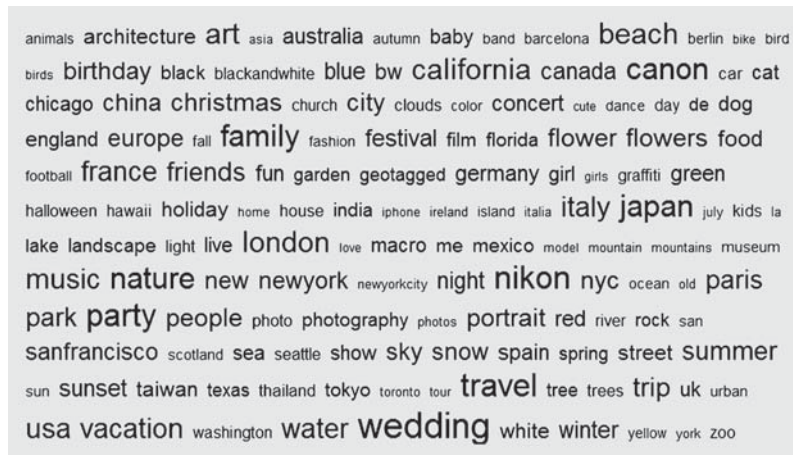 animals architecture art asia australia autumn baby band barcelona beach berlin bike bird
birds birthday black blackandwhite blue bw california canada canon car cat
chicago china christmas church city clouds color concert cute dance day de dog
england europe fall family fashion festival film florida flower flowers food
football france friends fun garden geotagged germany girl girls graffiti green
halloween hawaii holiday home house india iphone ireland island italia italy japan july kids la
lake landscape light live london love macro me mexico model mountain mountains museum
music nature new newyork newyorkcity night nikon nyc ocean old paris
park party people photo photography photos portrait red river rock san
sanfrancisco scotland sea seattle show sky snow spain spring street summer
sun sunset taiwan texas thailand tokyo toronto tour travel tree trees trip uk urban
usa vacation washington water wedding white winter yellow york zoo